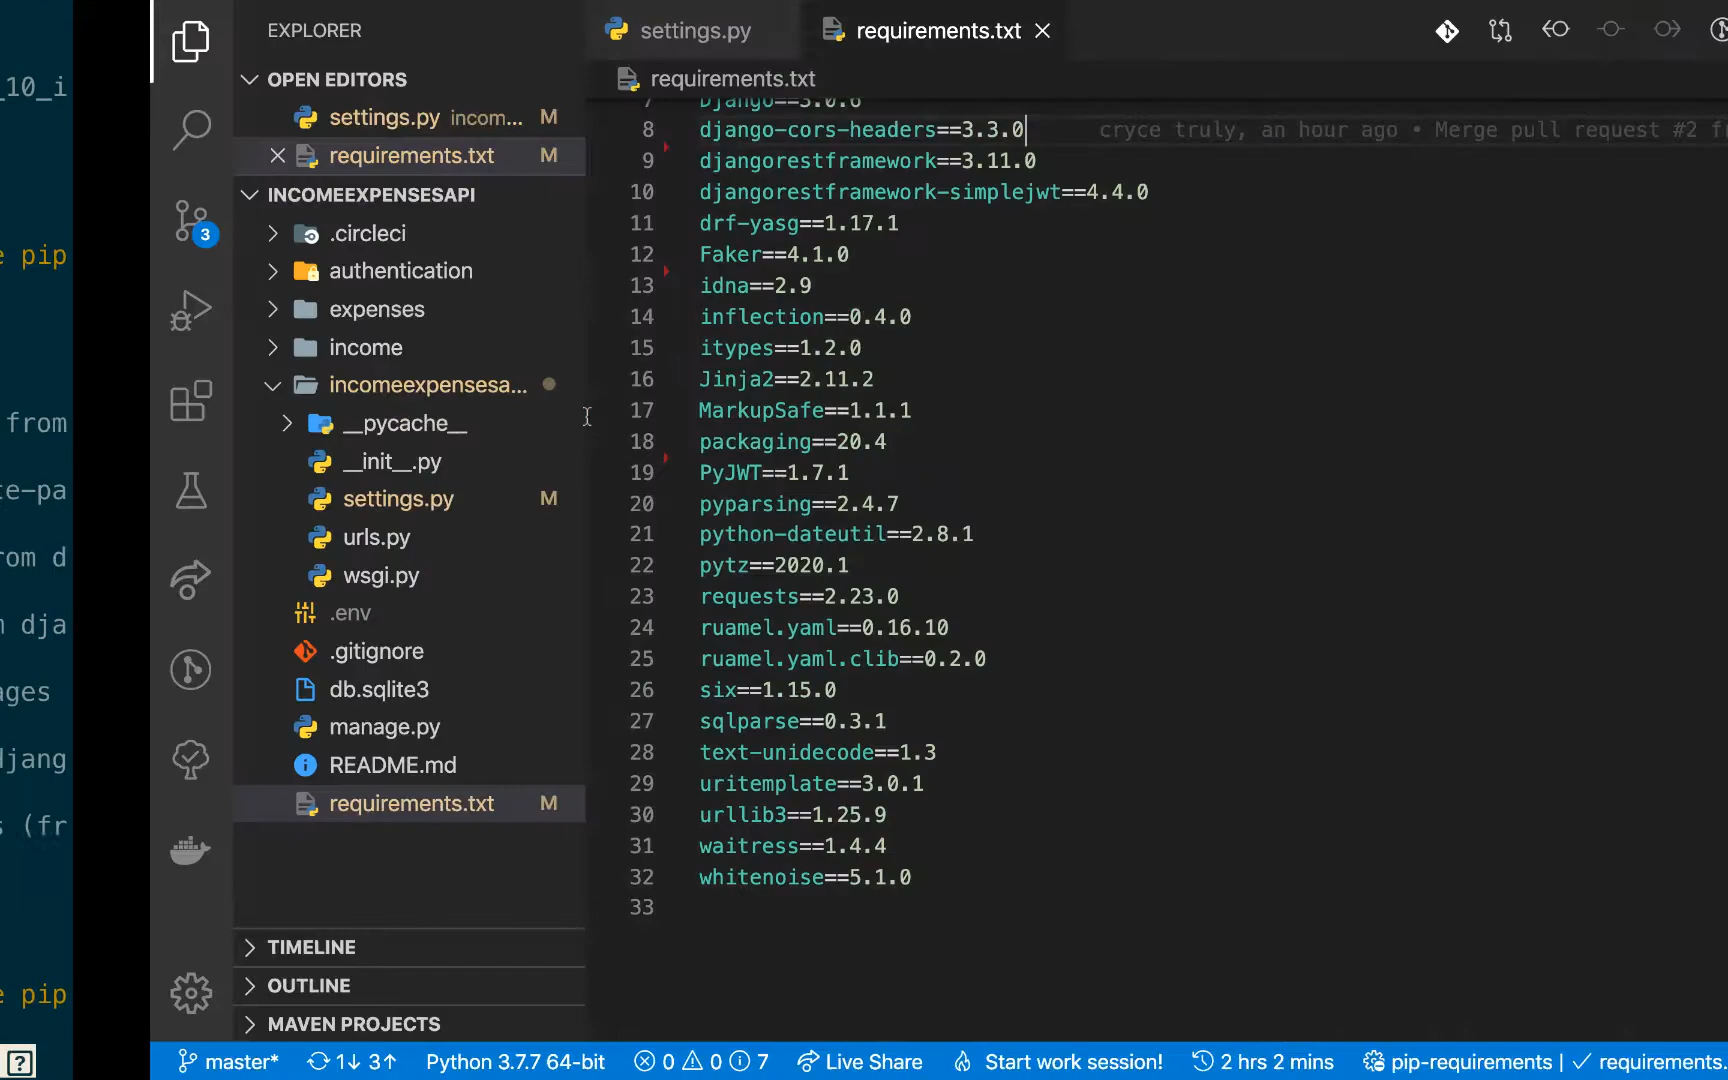 _10_i
e pip
from
te-pa
rom d
n dja
ages
djang
s (fr
e pip
?
EXPLORER
OPEN EDITORS
settings.py incom... M
requirements.txt M
INCOMEEXPENSESAPI
.circleci
authentication
expenses
income
incomeexpensesa...
__pycache__
__init__.py
settings.py M
urls.py
wsgi.py
.env
.gitignore
db.sqlite3
manage.py
README.md
requirements.txt M
TIMELINE
OUTLINE
MAVEN PROJECTS
3
settings.py requirements.txt
requirements.txt
7 Django==3.0.6
8 django-cors-headers==3.3.0 cryce truly, an hour ago • Merge pull request #2 f
9 djangorestframework==3.11.0
10 djangorestframework-simplejwt==4.4.0
11 drf-yasg==1.17.1
12 Faker==4.1.0
13 idna==2.9
14 inflection==0.4.0
15 itypes==1.2.0
16 Jinja2==2.11.2
17 MarkupSafe==1.1.1
18 packaging==20.4
19 PyJWT==1.7.1
20 pyparsing==2.4.7
21 python-dateutil==2.8.1
22 pytz==2020.1
23 requests==2.23.0
24 ruamel.yaml==0.16.10
25 ruamel.yaml.clib==0.2.0
26 six==1.15.0
27 sqlparse==0.3.1
28 text-unidecode==1.3
29 uritemplate==3.0.1
30 urllib3==1.25.9
31 waitress==1.4.4
32 whitenoise==5.1.0
33
master* 1↓ 3↑ Python 3.7.7 64-bit 0 0 7 Live Share Start work session! 2 hrs 2 mins pip-requirements | ✓ requirements.